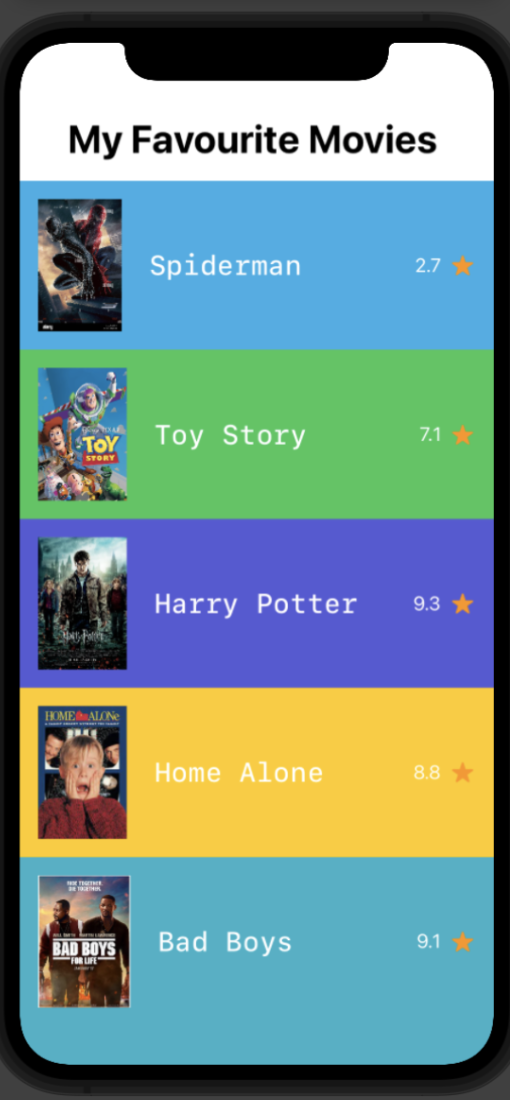 My Favourite Movies
Spiderman
2.7
TOY
STORY
Toy Story
7.1
Harry Potter
9.3
HOME ALONe
Home Alone
8.8
BAD BOYS
FOR LIFE
Bad Boys
9.1